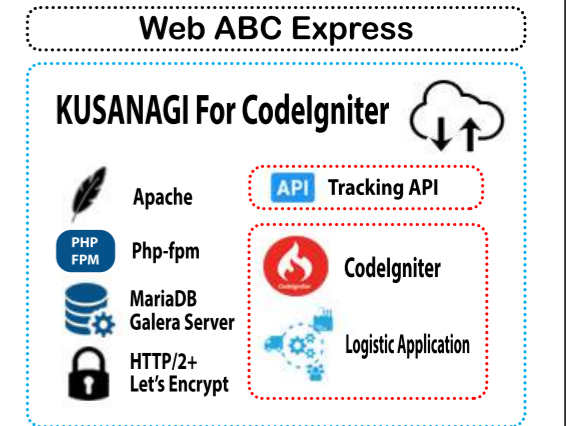 Web ABC Express
KUSANAGI For CodeIgniter
Apache
API
Tracking API
PHP
FPM
Php-fpm
MariaDB
Galera Server
HTTP/2+
Let's Encrypt
CodeIgniter
CodeIgniter
Logistic Application